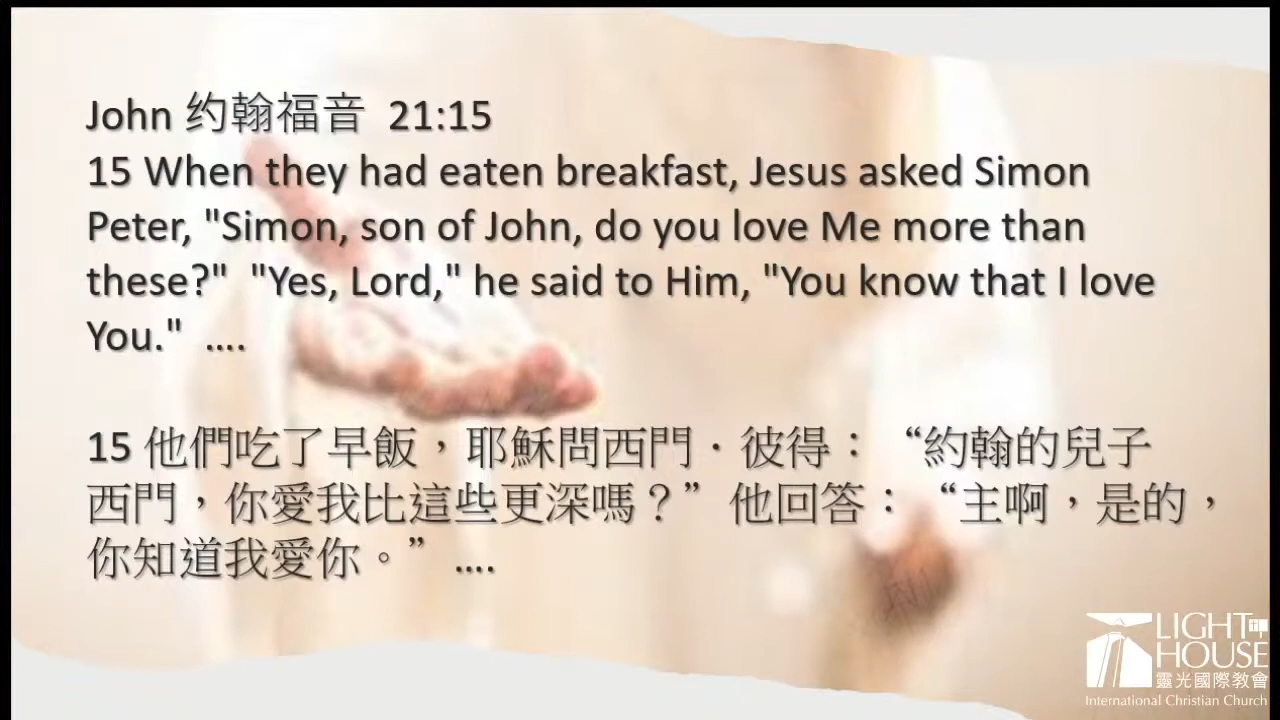 John 约翰福音 21:15
15 When they had eaten breakfast, Jesus asked Simon
Peter, "Simon, son of John, do you love Me more than
these?" "Yes, Lord," he said to Him, "You know that I love
You." ....
15 他們吃了早飯，耶穌問西門．彼得：“約翰的兒子
西門，你愛我比這些更深嗎？”他回答：“主啊，是的，
你知道我愛你。” ....
LIGHT
HOUSE
靈光國際教會
International Christian Church